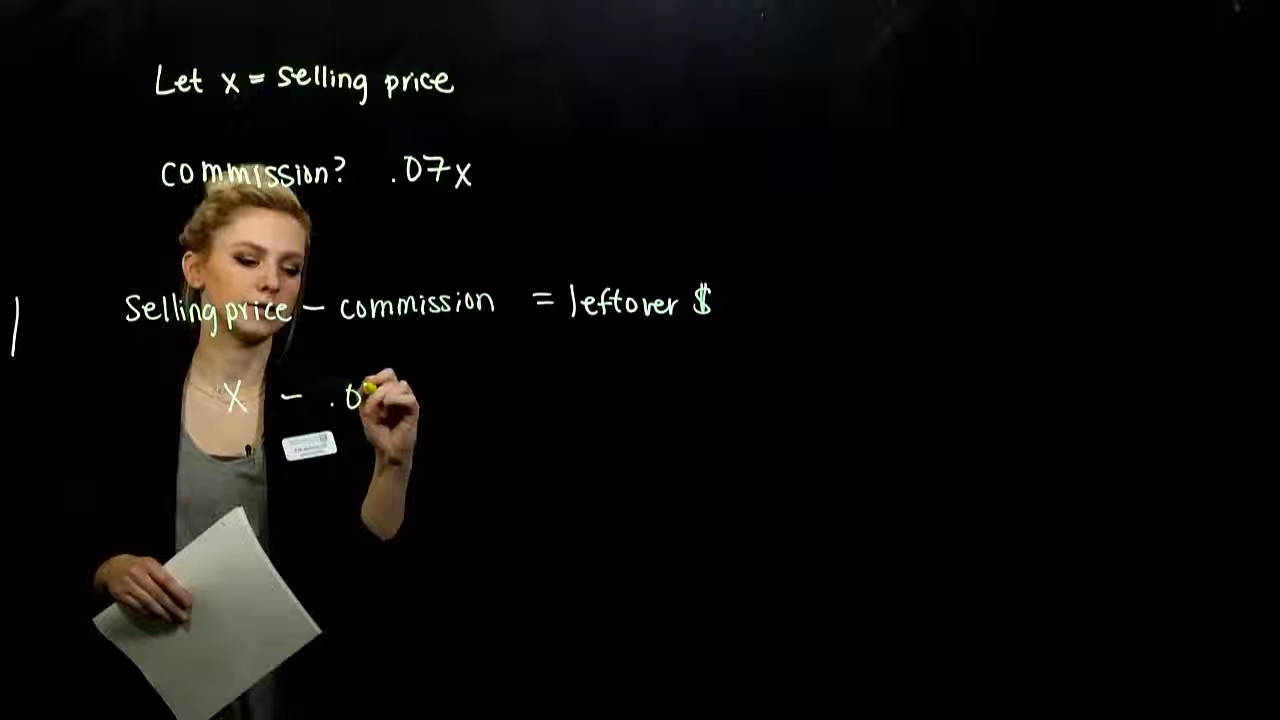 Let x = selling price
commission? .07x
Selling price – commission = leftover $
x – .0